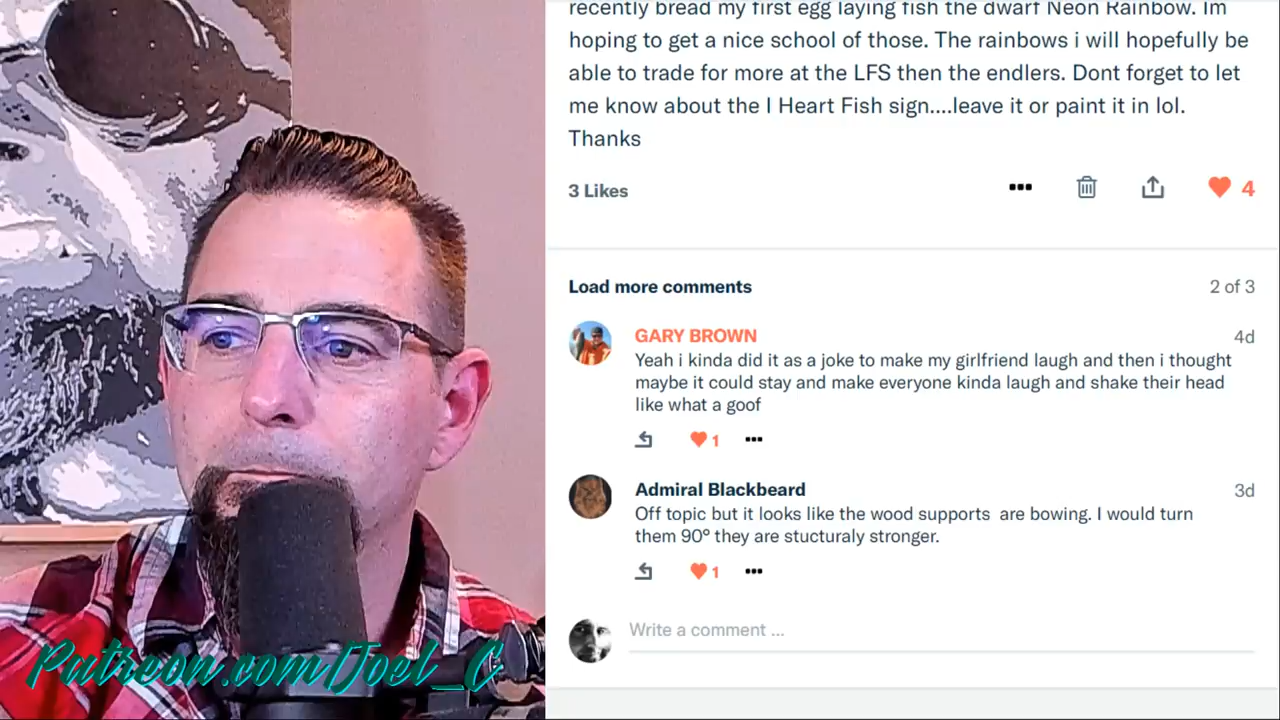 recently bread my first egg laying fish the dwarf Neon Rainbow. Im
hoping to get a nice school of those. The rainbows i will hopefully be
able to trade for more at the LFS then the endlers. Dont forget to let
me know about the I Heart Fish sign....leave it or paint it in lol.
Thanks
3 Likes
4
Load more comments
2 of 3
GARY BROWN
4d
Yeah i kinda did it as a joke to make my girlfriend laugh and then i thought
maybe it could stay and make everyone kinda laugh and shake their head
like what a goof
1
Admiral Blackbeard
3d
Off topic but it looks like the wood supports are bowing. I would turn
them 90° they are stucturaly stronger.
1
Write a comment ...
Patreon.com/Joel_C